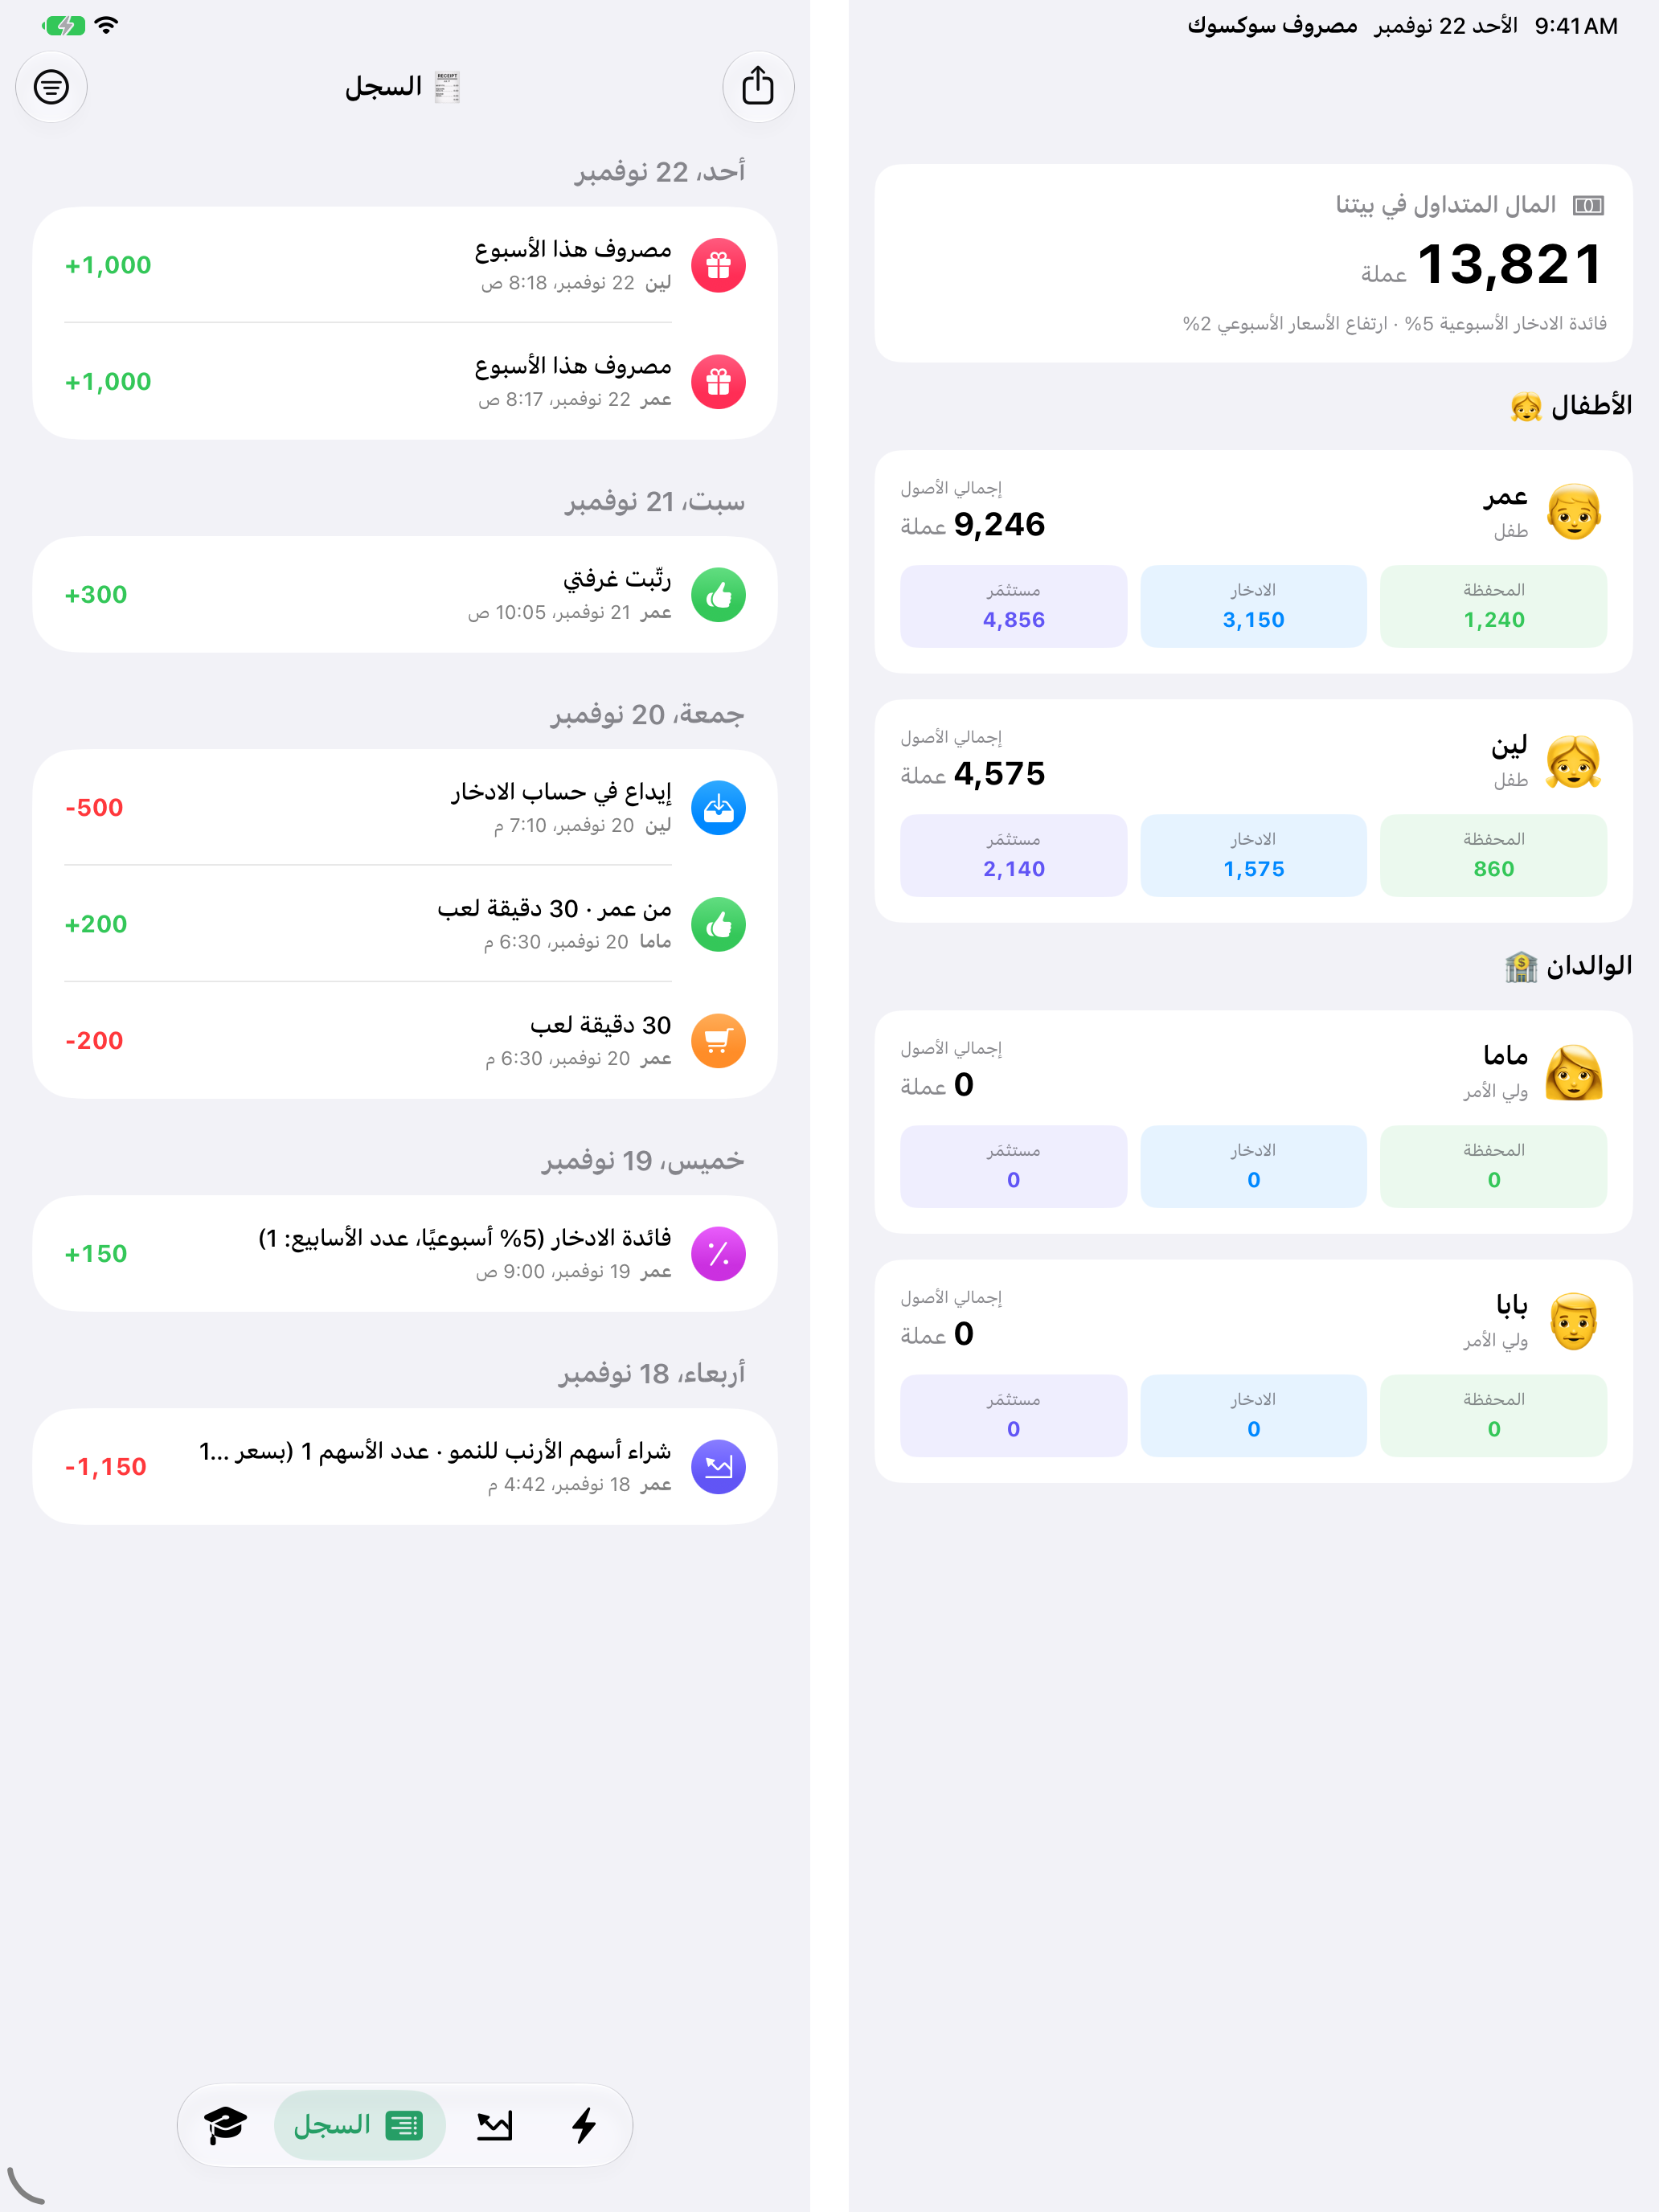 9:41 AM الأحد 22 نوفمبر مصروف سوكسوك
المال المتداول في بيتنا
13,821 عملة
فائدة الادخار الأسبوعية 5% · ارتفاع الأسعار الأسبوعي 2%
الأطفال 👧
عمر
طفل
إجمالي الأصول
9,246 عملة
المحفظة
1,240
الادخار
3,150
مستثمَر
4,856
لين
طفل
إجمالي الأصول
4,575 عملة
المحفظة
860
الادخار
1,575
مستثمَر
2,140
الوالدان 🏦
ماما
ولي الأمر
إجمالي الأصول
0 عملة
المحفظة
0
الادخار
0
مستثمَر
0
بابا
ولي الأمر
إجمالي الأصول
0 عملة
المحفظة
0
الادخار
0
مستثمَر
0
🧾 السجل
أحد، 22 نوفمبر
مصروف هذا الأسبوع
لين 22 نوفمبر، 8:18 ص
+1,000
مصروف هذا الأسبوع
عمر 22 نوفمبر، 8:17 ص
+1,000
سبت، 21 نوفمبر
رتّبت غرفتي
عمر 21 نوفمبر، 10:05 ص
+300
جمعة، 20 نوفمبر
إيداع في حساب الادخار
لين 20 نوفمبر، 7:10 م
-500
من عمر · 30 دقيقة لعب
ماما 20 نوفمبر، 6:30 م
+200
30 دقيقة لعب
عمر 20 نوفمبر، 6:30 م
-200
خميس، 19 نوفمبر
فائدة الادخار (5% أسبوعيًا، عدد الأسابيع: 1)
عمر 19 نوفمبر، 9:00 ص
+150
أربعاء، 18 نوفمبر
شراء أسهم الأرنب للنمو · عدد الأسهم 1 (بسعر 1...
عمر 18 نوفمبر، 4:42 م
-1,150
السجل